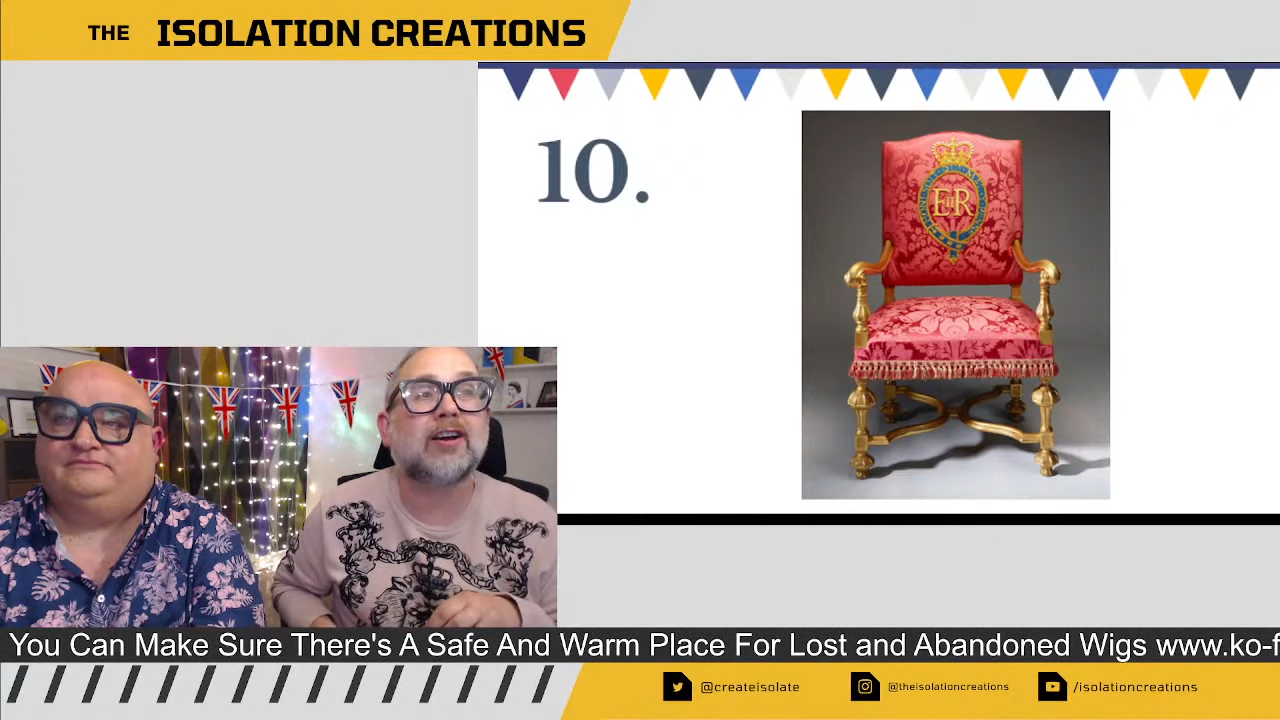 THE ISOLATION CREATIONS
10.
EIIR
You Can Make Sure There's A Safe And Warm Place For Lost and Abandoned Wigs www.ko-f
@createisolate
@theisolationcreations
/isolationcreations